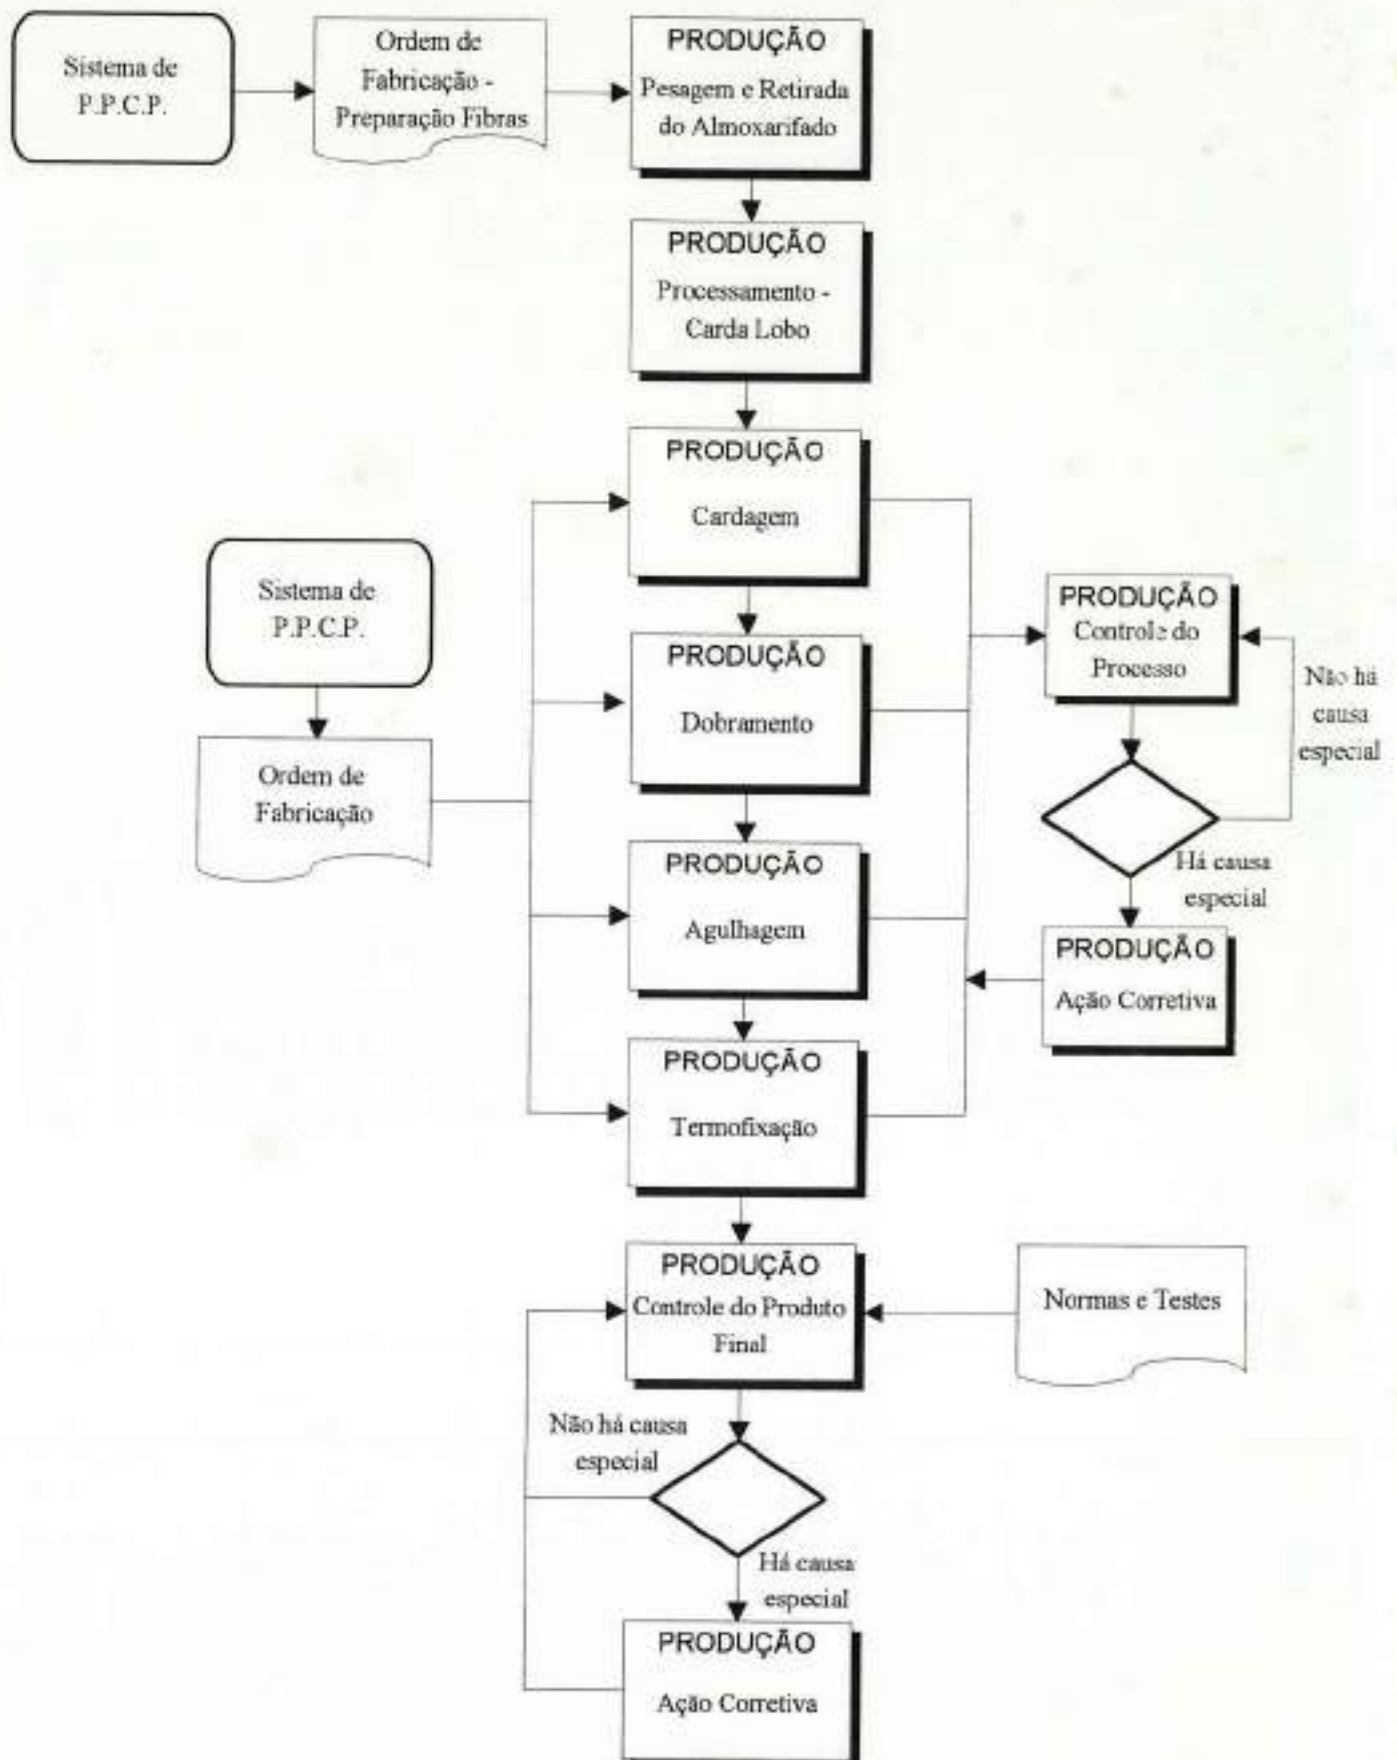 Sistema de
P.P.C.P.
Ordem de
Fabricação -
Preparação Fibras
PRODUÇÃO
Pesagem e Retirada
do Almoxarifado
PRODUÇÃO
Processamento -
Carda Lobo
PRODUÇÃO
Cardagem
Sistema de
P.P.C.P.
Ordem de
Fabricação
PRODUÇÃO
Dobramento
PRODUÇÃO
Controle do
Processo
Não há
causa
especial
Há causa
especial
PRODUÇÃO
Agulhagem
PRODUÇÃO
Ação Corretiva
PRODUÇÃO
Termofixação
PRODUÇÃO
Controle do Produto
Final
Normas e Testes
Não há causa
especial
Há causa
especial
PRODUÇÃO
Ação Corretiva